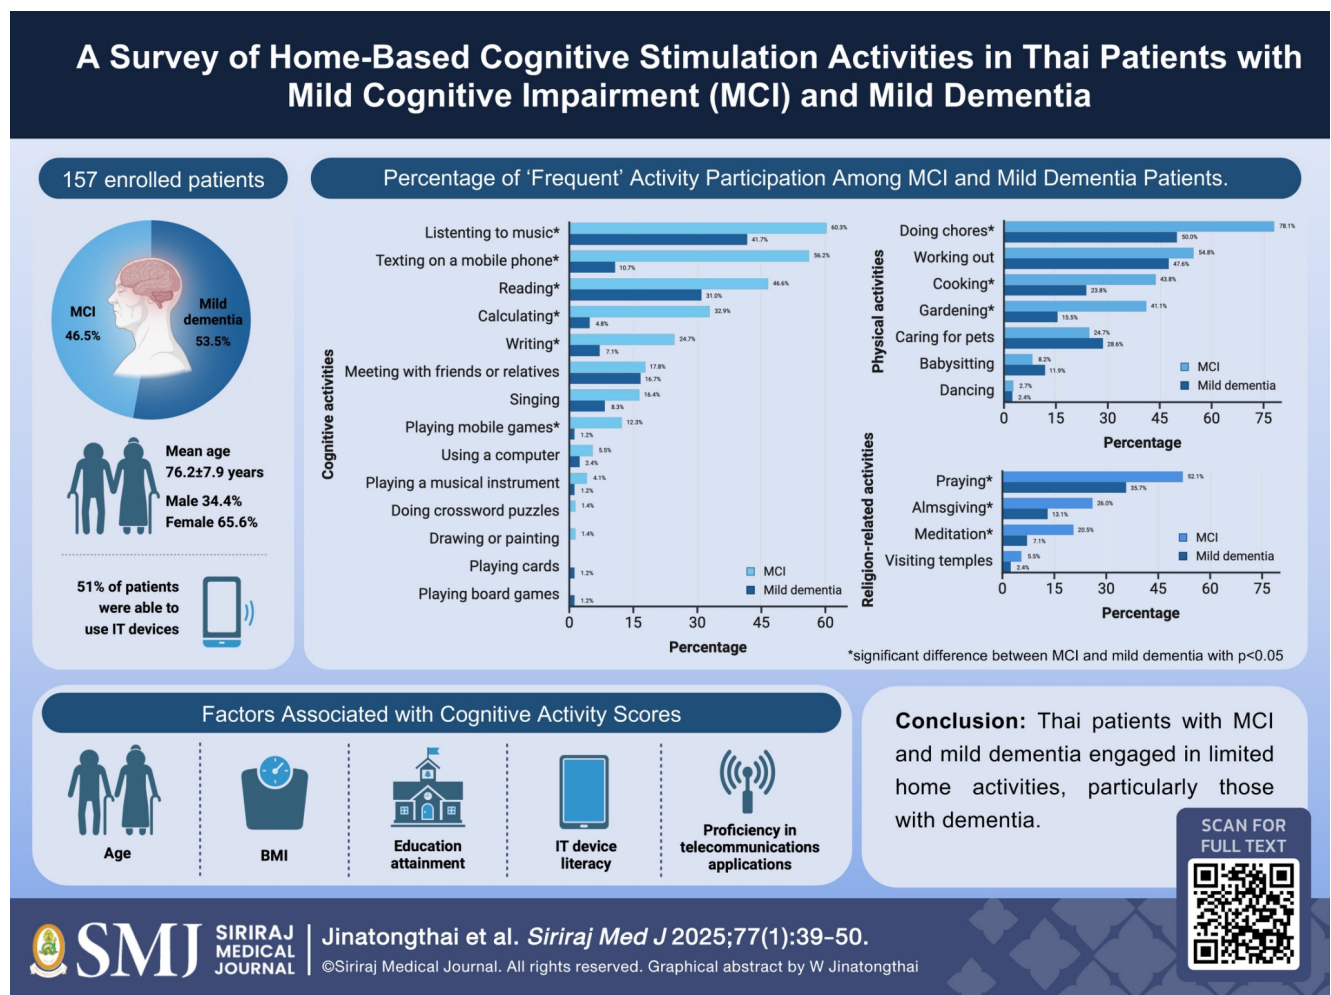 A Survey of Home-Based Cognitive Stimulation Activities in Thai Patients with
Mild Cognitive Impairment (MCI) and Mild Dementia
157 enrolled patients
MCI
46.5%
Mild
dementia
53.5%
Mean age
76.2±7.9 years
Male 34.4%
Female 65.6%
51% of patients
were able to
use IT devices
Percentage of ‘Frequent’ Activity Participation Among MCI and Mild Dementia Patients.
Cognitive activities
Listenting to music* 60.3%
41.7%
Texting on a mobile phone* 56.2%
10.7%
Reading* 46.6%
31.0%
Calculating* 32.9%
4.8%
Writing* 24.7%
7.1%
Meeting with friends or relatives 17.8%
16.7%
Singing 16.4%
8.3%
Playing mobile games* 12.3%
1.2%
Using a computer 5.5%
2.4%
Playing a musical instrument 4.1%
1.2%
Doing crossword puzzles 1.4%
Drawing or painting 1.4%
Playing cards 1.2%
Playing board games 1.2%
MCI
Mild dementia
0 15 30 45 60
Percentage
Physical activities
Doing chores* 78.1%
50.0%
Working out 54.8%
47.6%
Cooking* 43.8%
23.8%
Gardening* 41.1%
15.5%
Caring for pets 24.7%
28.6%
Babysitting 8.2%
11.9%
Dancing 2.7%
2.4%
MCI
Mild dementia
0 15 30 45 60 75
Percentage
Religion-related activities
Praying* 52.1%
35.7%
Almsgiving* 26.0%
13.1%
Meditation* 20.5%
7.1%
Visiting temples 5.5%
2.4%
MCI
Mild dementia
0 15 30 45 60 75
Percentage
*significant difference between MCI and mild dementia with p<0.05
Factors Associated with Cognitive Activity Scores
Age
BMI
Education
attainment
IT device
literacy
Proficiency in
telecommunications
applications
Conclusion: Thai patients with MCI
and mild dementia engaged in limited
home activities, particularly those
with dementia.
SCAN FOR
FULL TEXT
SMJ
SIRIRAJ
MEDICAL
JOURNAL
Jinatongthai et al. Siriraj Med J 2025;77(1):39-50.
©Siriraj Medical Journal. All rights reserved. Graphical abstract by W Jinatongthai